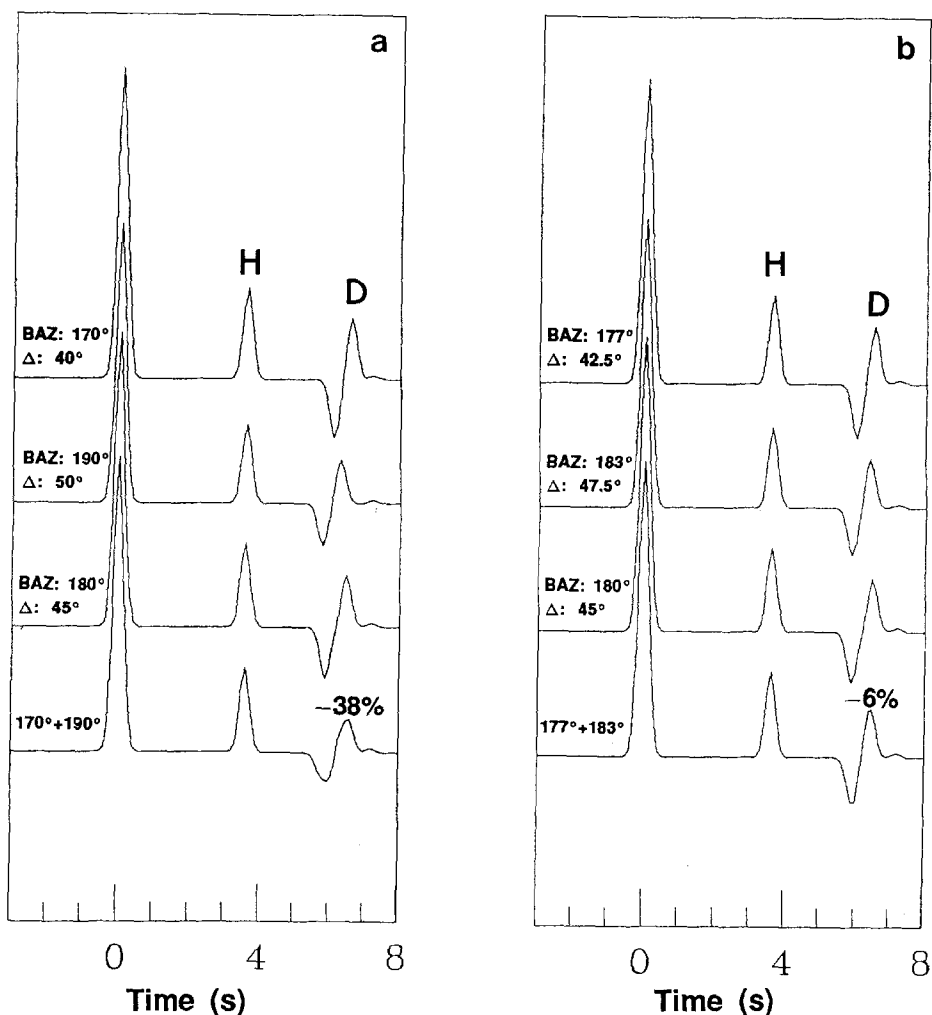 a
H
D
BAZ: 170°
Δ: 40°
BAZ: 190°
Δ: 50°
BAZ: 180°
Δ: 45°
−38%
170°+190°
0 4 8
Time (s)
b
H
D
BAZ: 177°
Δ: 42.5°
BAZ: 183°
Δ: 47.5°
BAZ: 180°
Δ: 45°
−6%
177°+183°
0 4 8
Time (s)